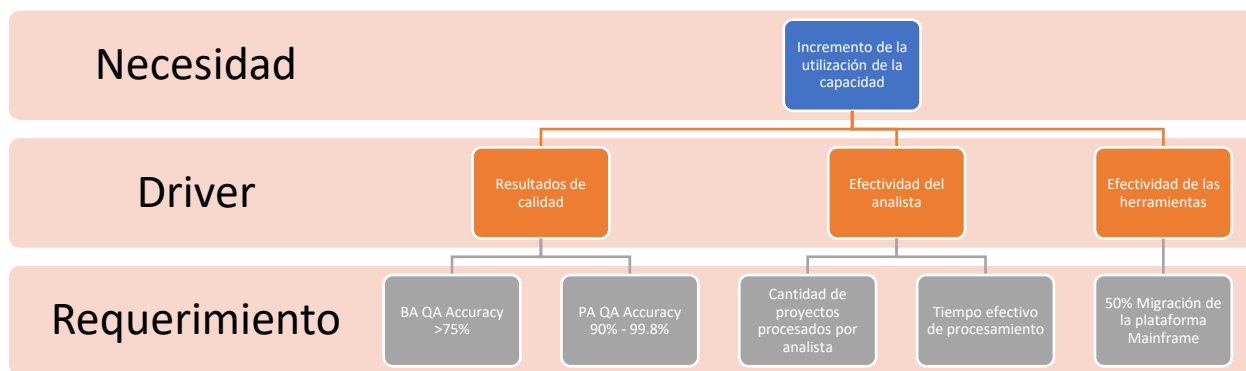 Necesidad
Incremento de la
utilización de la
capacidad
Driver
Resultados de
calidad
Efectividad del
analista
Efectividad de las
herramientas
Requerimiento
BA QA Accuracy
>75%
PA QA Accuracy
90% - 99.8%
Cantidad de
proyectos
procesados por
analista
Tiempo efectivo
de procesamiento
50% Migración de
la plataforma
Mainframe